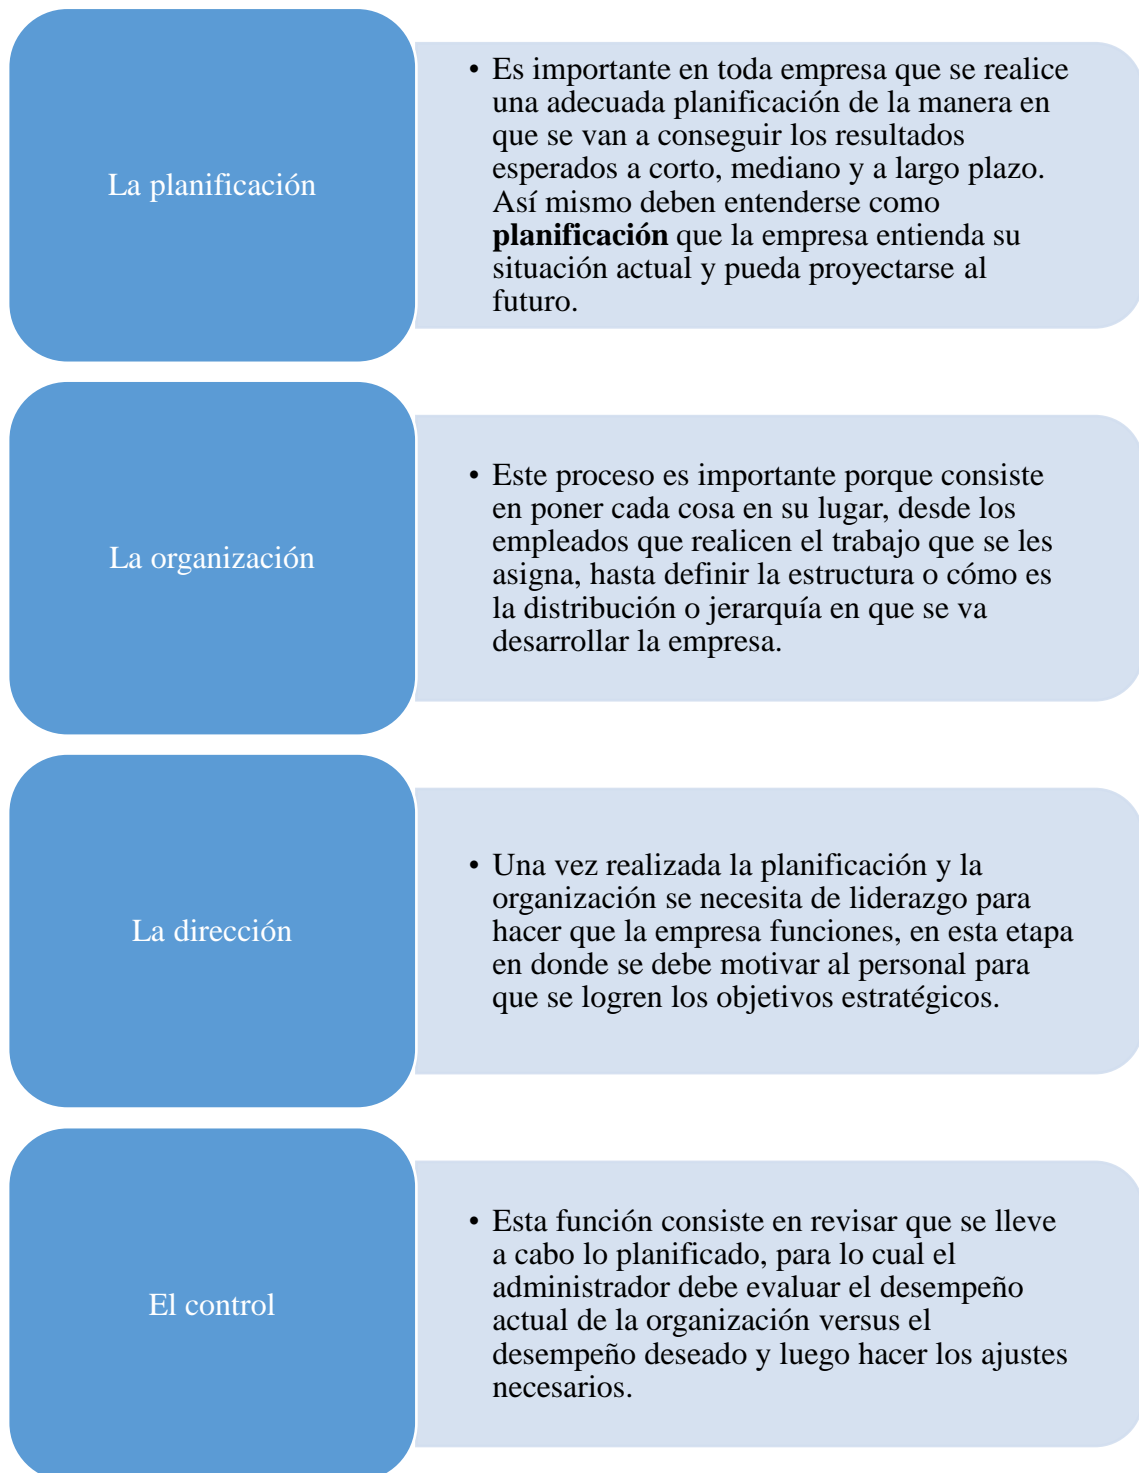 La planificación
• Es importante en toda empresa que se realice
una adecuada planificación de la manera en
que se van a conseguir los resultados
esperados a corto, mediano y a largo plazo.
Así mismo deben entenderse como
planificación que la empresa entienda su
situación actual y pueda proyectarse al
futuro.
La organización
• Este proceso es importante porque consiste
en poner cada cosa en su lugar, desde los
empleados que realicen el trabajo que se les
asigna, hasta definir la estructura o cómo es
la distribución o jerarquía en que se va
desarrollar la empresa.
La dirección
• Una vez realizada la planificación y la
organización se necesita de liderazgo para
hacer que la empresa funciones, en esta etapa
en donde se debe motivar al personal para
que se logren los objetivos estratégicos.
El control
• Esta función consiste en revisar que se lleve
a cabo lo planificado, para lo cual el
administrador debe evaluar el desempeño
actual de la organización versus el
desempeño deseado y luego hacer los ajustes
necesarios.